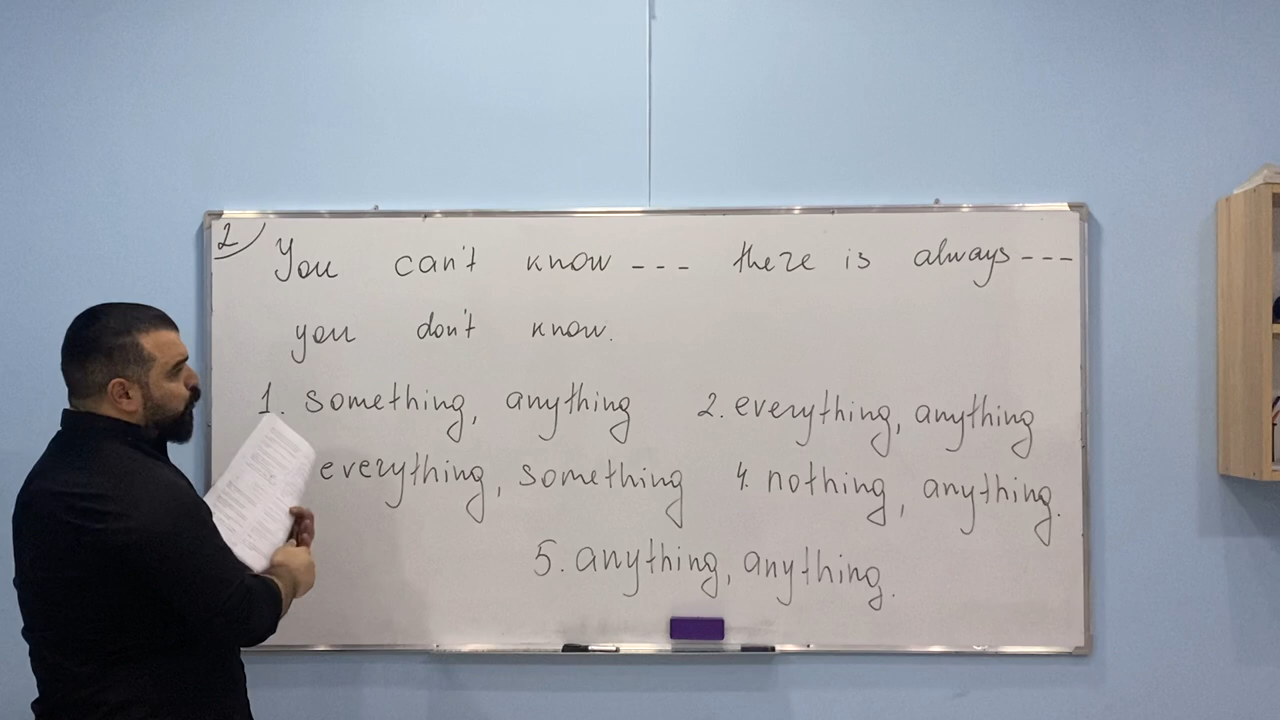 2) You can't know --- there is always ---
you don't know.
1. something, anything 2. everything, anything
everything, something 4. nothing, anything.
5. anything, anything.